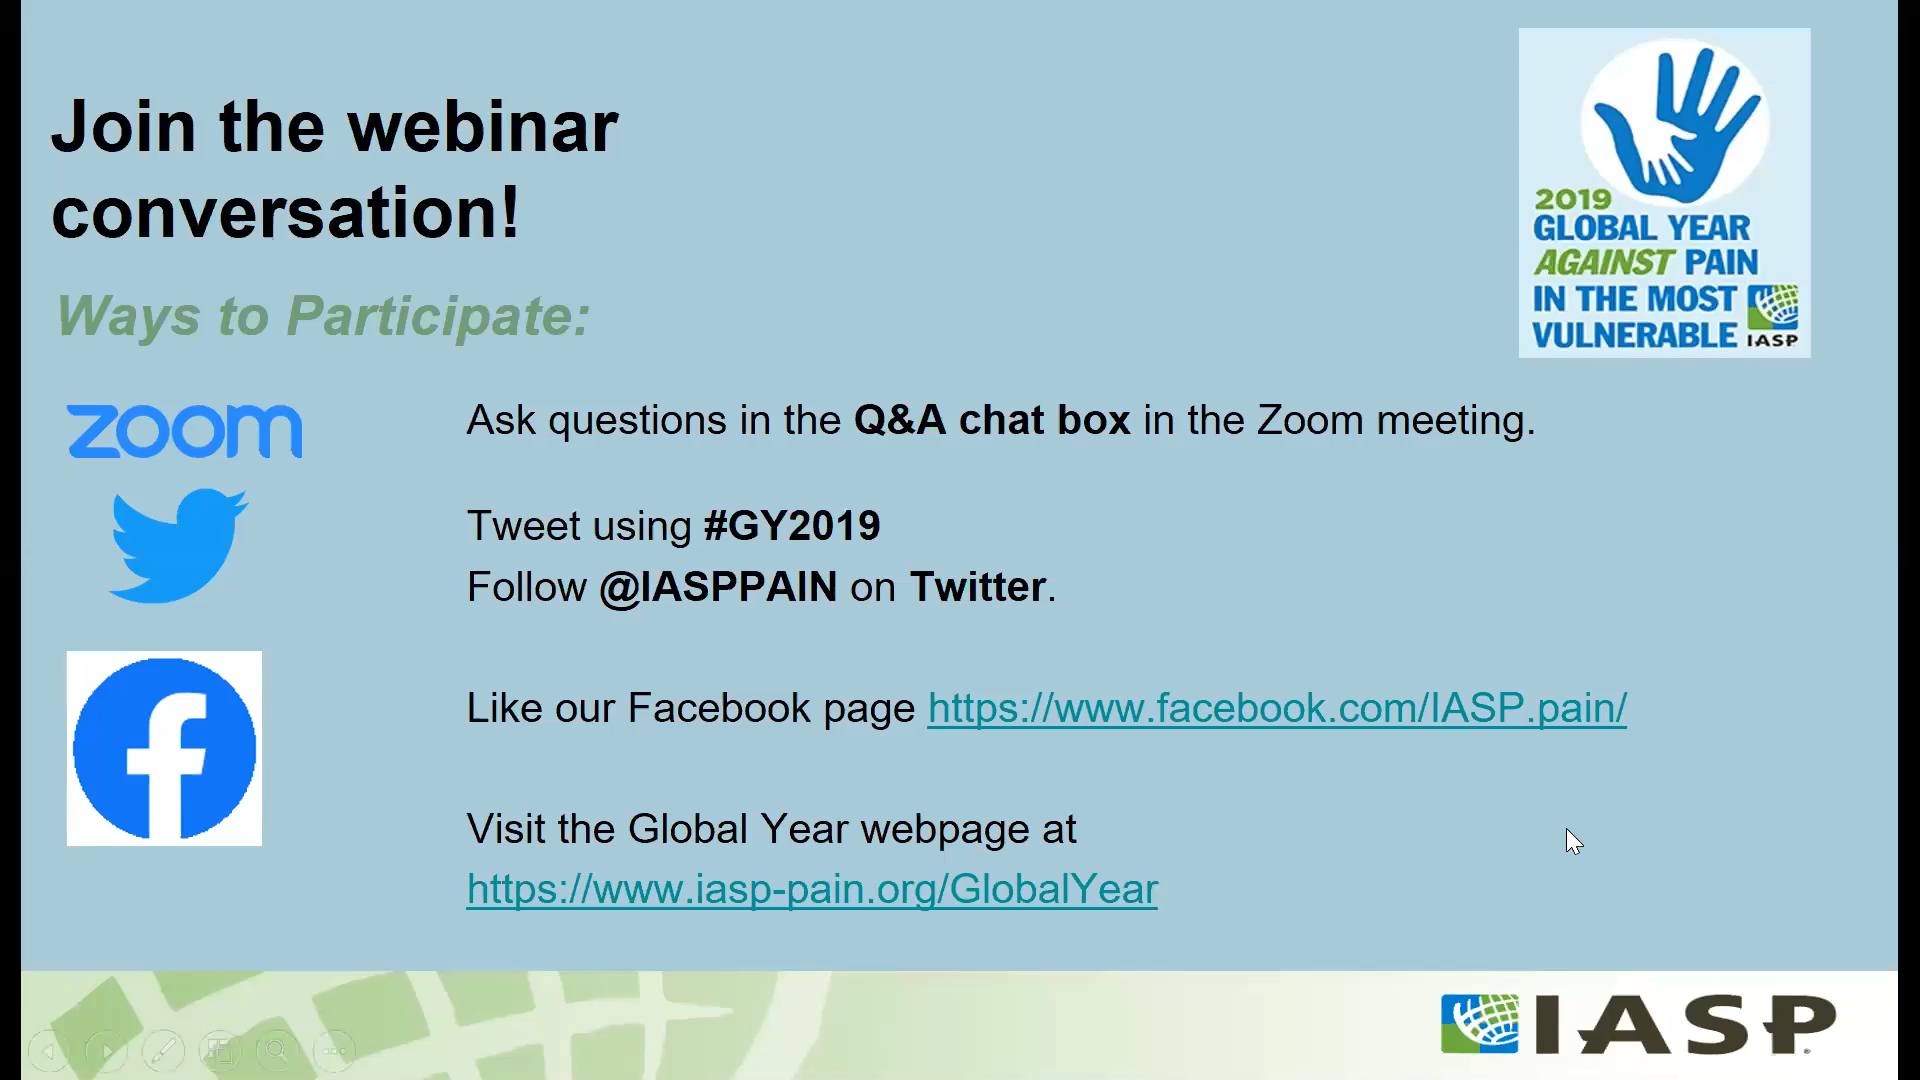 Join the webinar
conversation!
Ways to Participate:
2019
GLOBAL YEAR
AGAINST PAIN
IN THE MOST
VULNERABLE
IASP
zoom
Ask questions in the Q&A chat box in the Zoom meeting.
Tweet using #GY2019
Follow @IASPPAIN on Twitter.
f
Like our Facebook page https://www.facebook.com/IASP.pain/
Visit the Global Year webpage at
https://www.iasp-pain.org/GlobalYear
IASP